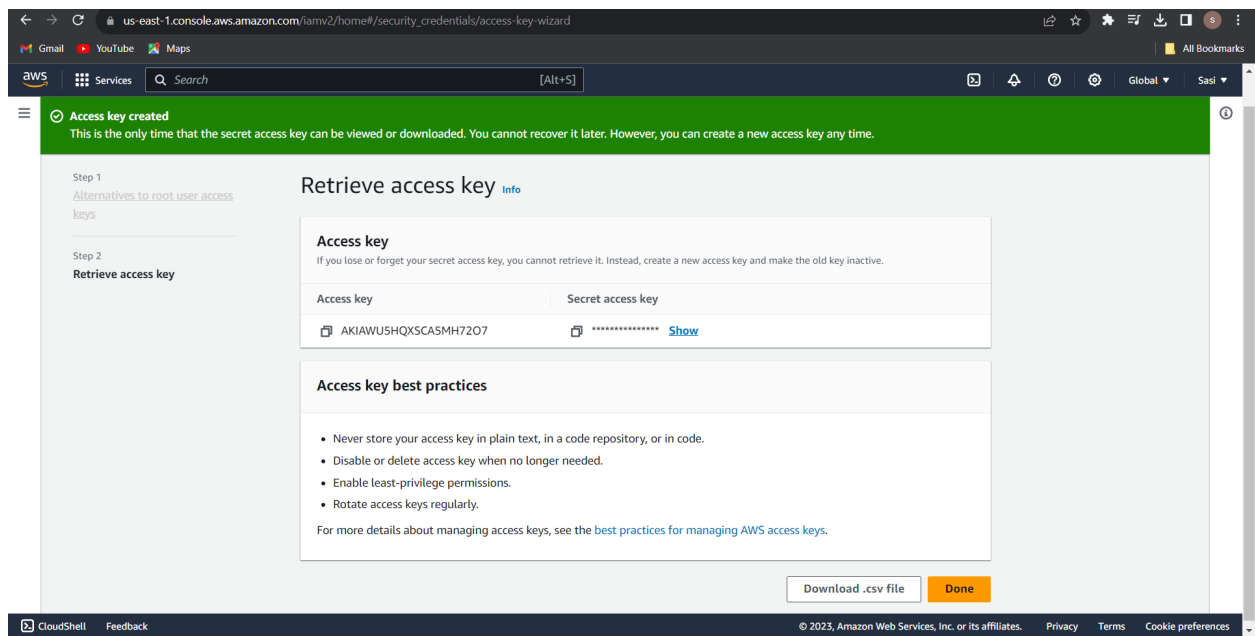 us-east-1.console.aws.amazon.com/iamv2/home#/security_credentials/access-key-wizard
S
Gmail YouTube Maps All Bookmarks
aws Services Search [Alt+S] Global ▼ Sasi ▼
Access key created
This is the only time that the secret access key can be viewed or downloaded. You cannot recover it later. However, you can create a new access key any time.
Step 1
Alternatives to root user access
keys
Step 2
Retrieve access key
Retrieve access key Info
Access key
If you lose or forget your secret access key, you cannot retrieve it. Instead, create a new access key and make the old key inactive.
Access key Secret access key
AKIAWU5HQXSCA5MH72O7 *************** Show
Access key best practices
• Never store your access key in plain text, in a code repository, or in code.
• Disable or delete access key when no longer needed.
• Enable least-privilege permissions.
• Rotate access keys regularly.
For more details about managing access keys, see the best practices for managing AWS access keys.
Download .csv file Done
CloudShell Feedback © 2023, Amazon Web Services, Inc. or its affiliates. Privacy Terms Cookie preferences